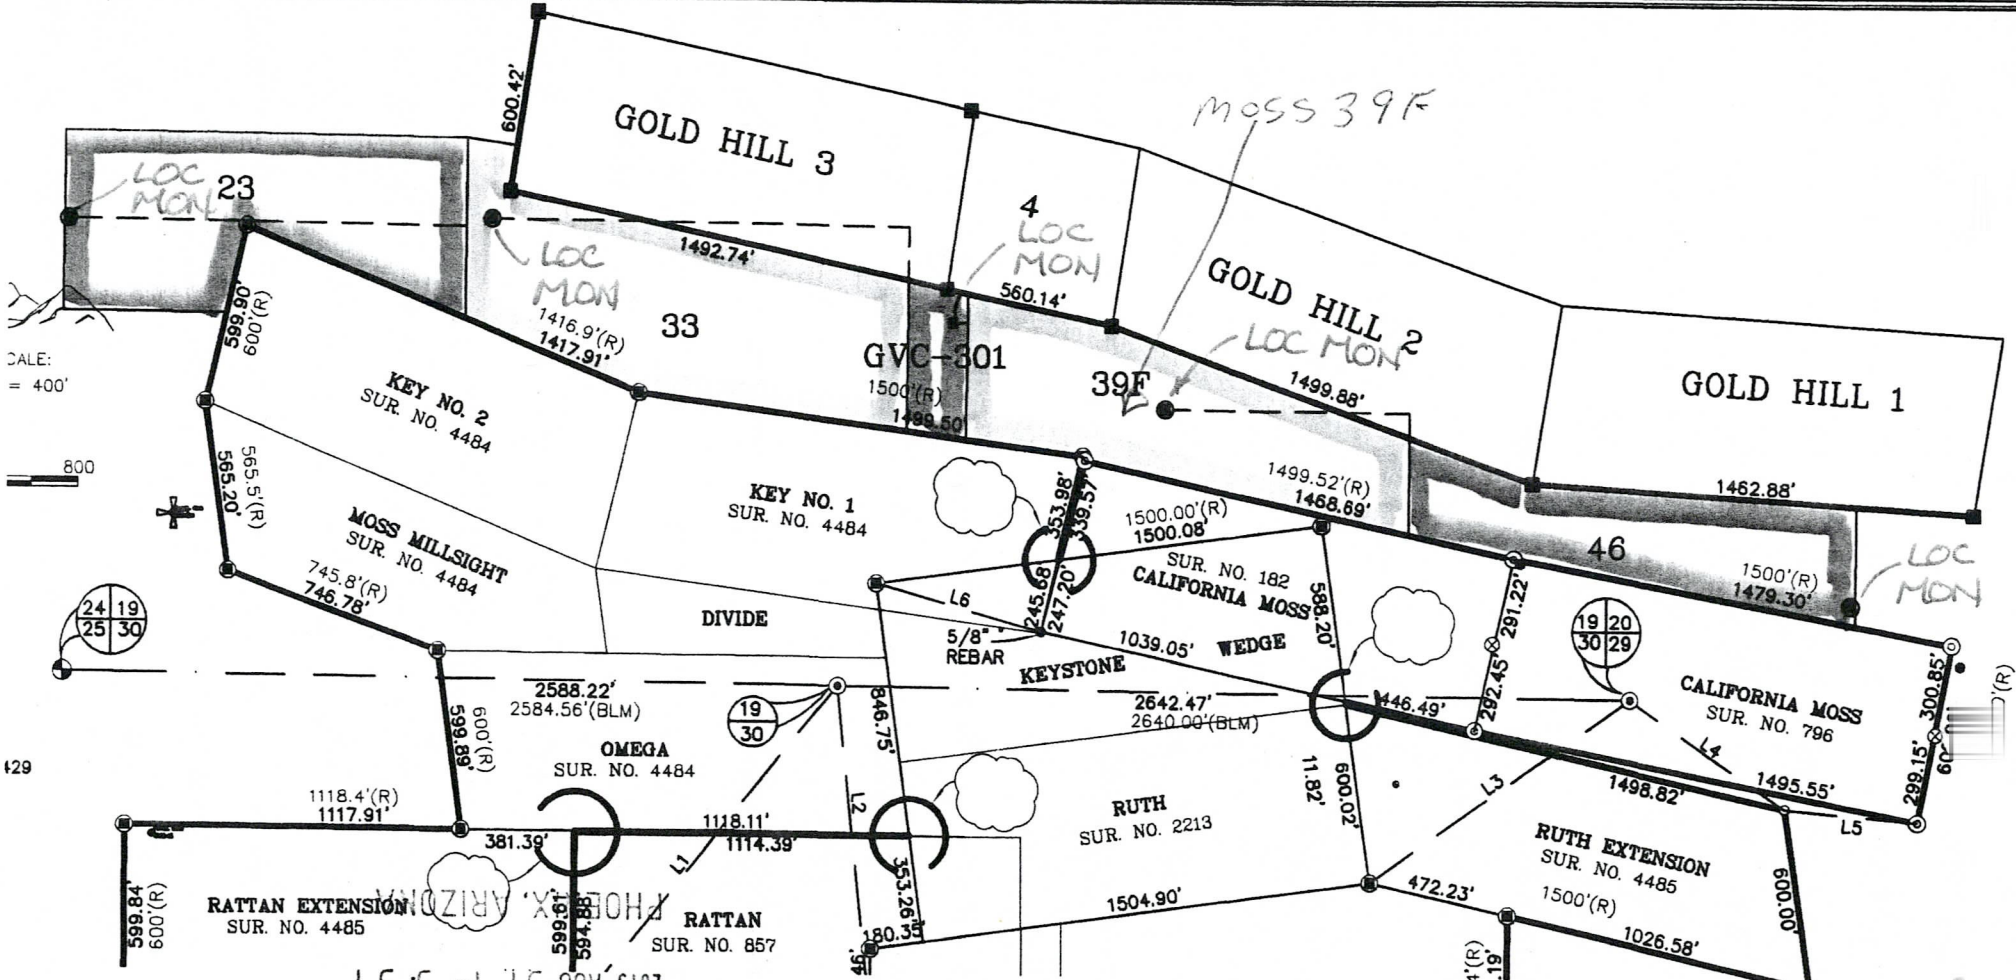 600.42'
GOLD HILL 3
MOSS 39F
LOC
MON
23
4
LOC
MON
LOC
MON
1492.74'
560.14'
GOLD HILL 2
LOC MON
1499.88'
GOLD HILL 1
1462.88'
599.90'
600'(R)
1416.9'(R)
1417.91'
33
GVC-301
1500'(R)
1499.50'
39F
CALE:
= 400'
800
KEY NO. 2
SUR. NO. 4484
565.20'
565.5'(R)
MOSS MILLSIGHT
SUR. NO. 4484
745.8'(R)
746.78'
KEY NO. 1
SUR. NO. 4484
353.98'
339.57'
1499.52'(R)
1468.69'
1500.00'(R)
1500.08'
SUR. NO. 182
CALIFORNIA MOSS
46
1500'(R)
1479.30'
LOC
MON
24 19
25 30
DIVIDE
L6
245.68'
247.20'
5/8"
REBAR
1039.05'
KEYSTONE
WEDGE
588.20'
291.22'
292.45'
19 20
30 29
CALIFORNIA MOSS
SUR. NO. 796
300.85'
299.15'
2588.22'
2584.56'(BLM)
19
30
2642.47'
2640.00'(BLM)
446.49'
L4
1495.55'
1498.82'
L5
L3
599.89'
600'(R)
OMEGA
SUR. NO. 4484
846.75'
L2
L1
11.82'
600.02'
429
1118.4'(R)
1117.91'
381.39'
1118.11'
1114.39'
RUTH
SUR. NO. 2213
RUTH EXTENSION
SUR. NO. 4485
1500'(R)
600.00'
599.84'
600'(R)
RATTAN EXTENSION
SUR. NO. 4485
599.61'
594.88'
PHOENIX, ARIZONA
RATTAN
SUR. NO. 857
353.26'
180.35'
1504.90'
472.23'
1026.58'